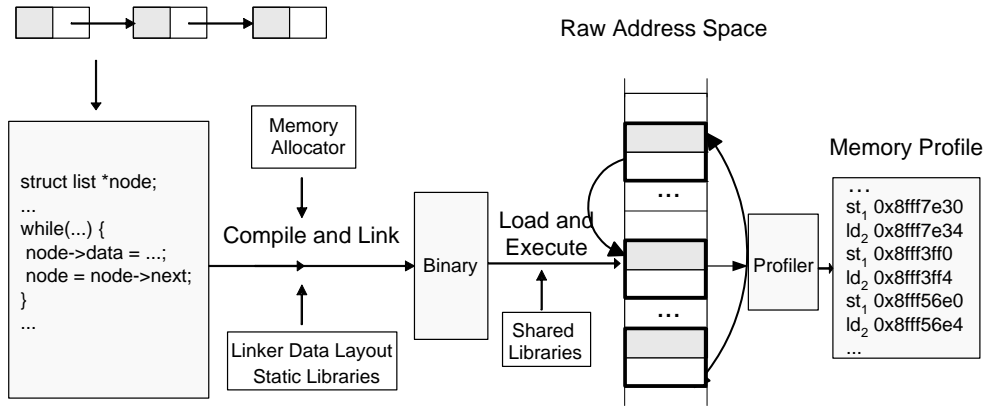 Raw Address Space
struct list *node;
...
while(...) {
node->data = ...;
node = node->next;
}
...
Memory
Allocator
Compile and Link
Linker Data Layout
Static Libraries
Binary
Load and
Execute
Shared
Libraries
...
...
Profiler
Memory Profile
...
st1 0x8fff7e30
ld2 0x8fff7e34
st1 0x8fff3ff0
ld2 0x8fff3ff4
st1 0x8fff56e0
ld2 0x8fff56e4
...